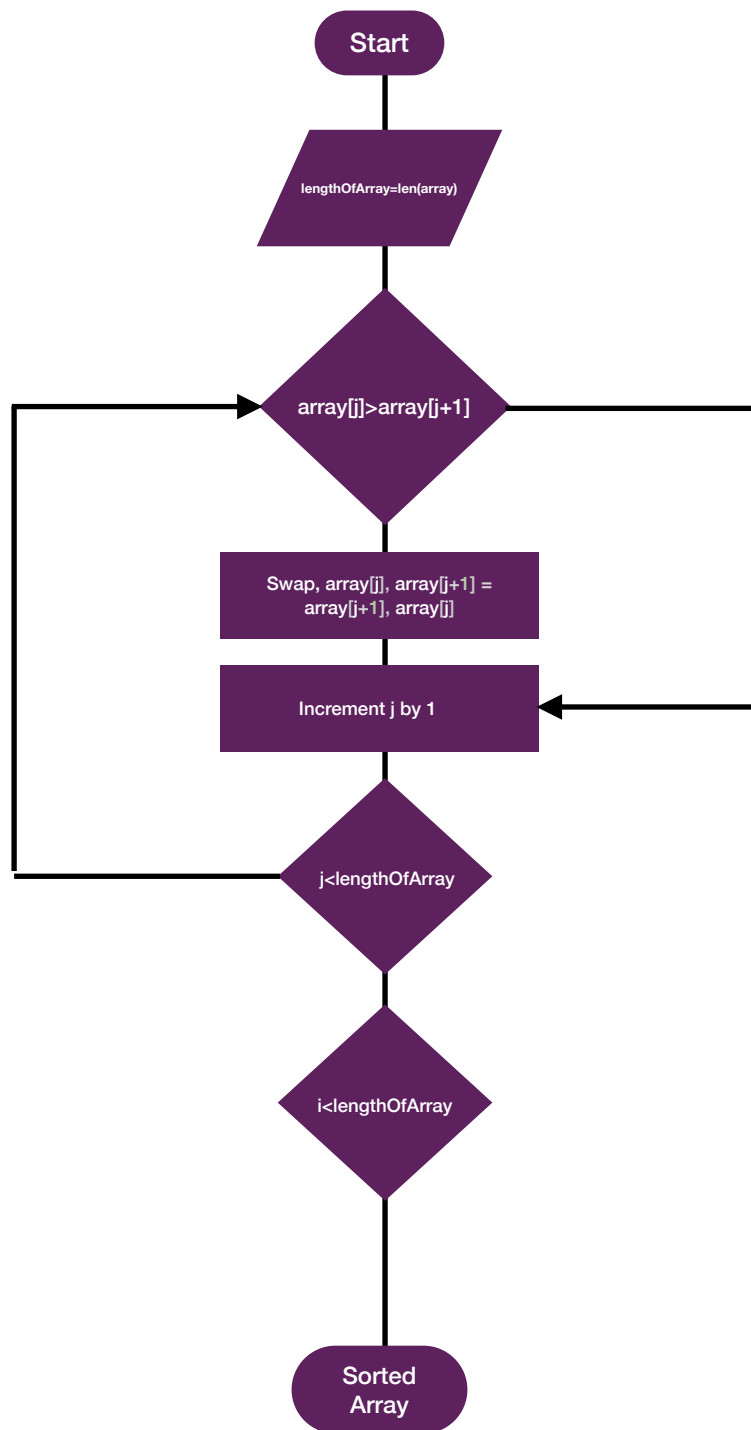 Start
lengthOfArray=len(array)
array[j]>array[j+1]
Swap, array[j], array[j+1] =
array[j+1], array[j]
Increment j by 1
j<lengthOfArray
i<lengthOfArray
Sorted
Array